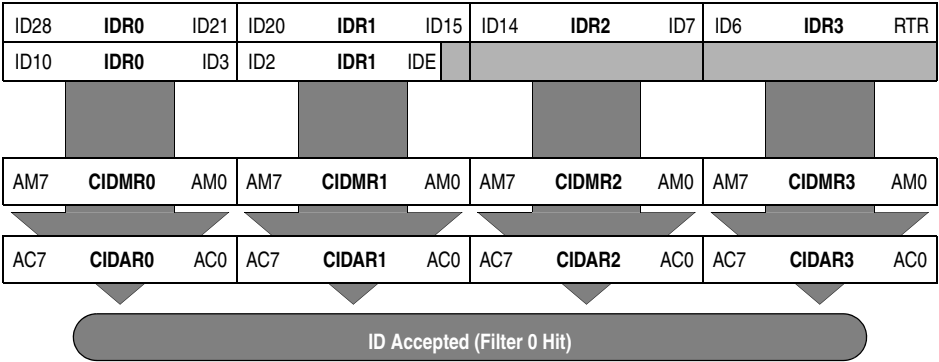 ID28 IDR0 ID21 ID20 IDR1 ID15 ID14 IDR2 ID7 ID6 IDR3 RTR
ID10 IDR0 ID3 ID2 IDR1 IDE
AM7 CIDMR0 AM0 AM7 CIDMR1 AM0 AM7 CIDMR2 AM0 AM7 CIDMR3 AM0
AC7 CIDAR0 AC0 AC7 CIDAR1 AC0 AC7 CIDAR2 AC0 AC7 CIDAR3 AC0
ID Accepted (Filter 0 Hit)